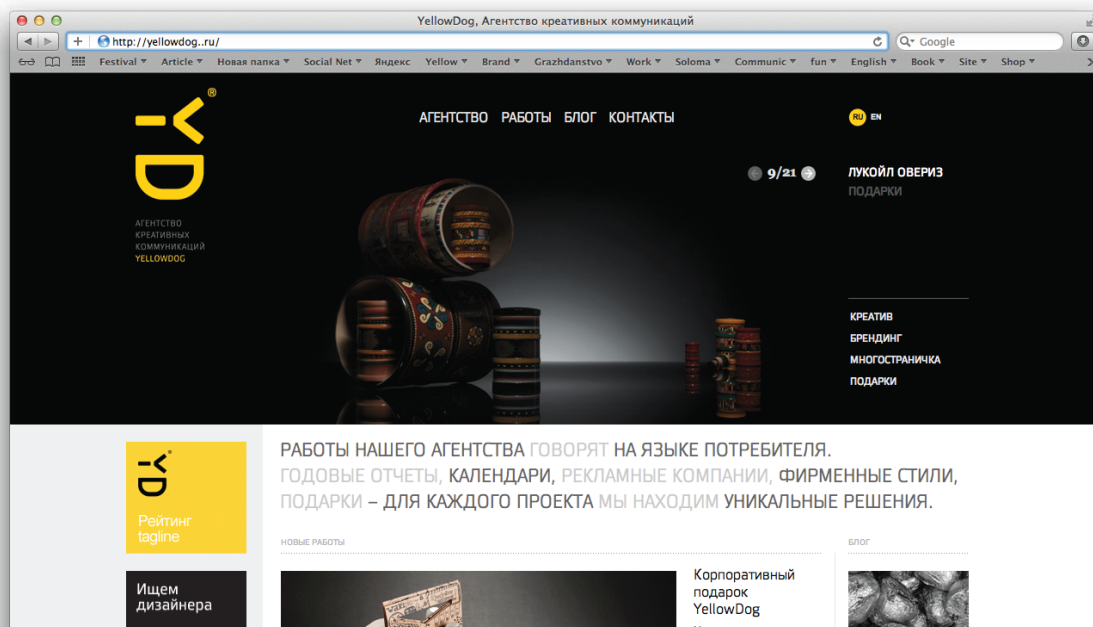 YellowDog, Агентство креативных коммуникаций
http://yellowdog..ru/
Google
Festival Article Новая папка Social Net Яндекс Yellow Brand Grazhdanstvo Work Soloma Communic fun English Book Site Shop
YD®
АГЕНТСТВО
КРЕАТИВНЫХ
КОММУНИКАЦИЙ
YELLOWDOG
АГЕНТСТВО РАБОТЫ БЛОГ КОНТАКТЫ
RU EN
9/21
ЛУКОЙЛ ОВЕРИЗ
ПОДАРКИ
КРЕАТИВ
БРЕНДИНГ
МНОГОСТРАНИЧКА
ПОДАРКИ
YD
Рейтинг
tagline
Ищем
дизайнера
РАБОТЫ НАШЕГО АГЕНТСТВА ГОВОРЯТ НА ЯЗЫКЕ ПОТРЕБИТЕЛЯ.
ГОДОВЫЕ ОТЧЕТЫ, КАЛЕНДАРИ, РЕКЛАМНЫЕ КОМПАНИИ, ФИРМЕННЫЕ СТИЛИ,
ПОДАРКИ – ДЛЯ КАЖДОГО ПРОЕКТА МЫ НАХОДИМ УНИКАЛЬНЫЕ РЕШЕНИЯ.
НОВЫЕ РАБОТЫ
Корпоративный
подарок
YellowDog
БЛОГ